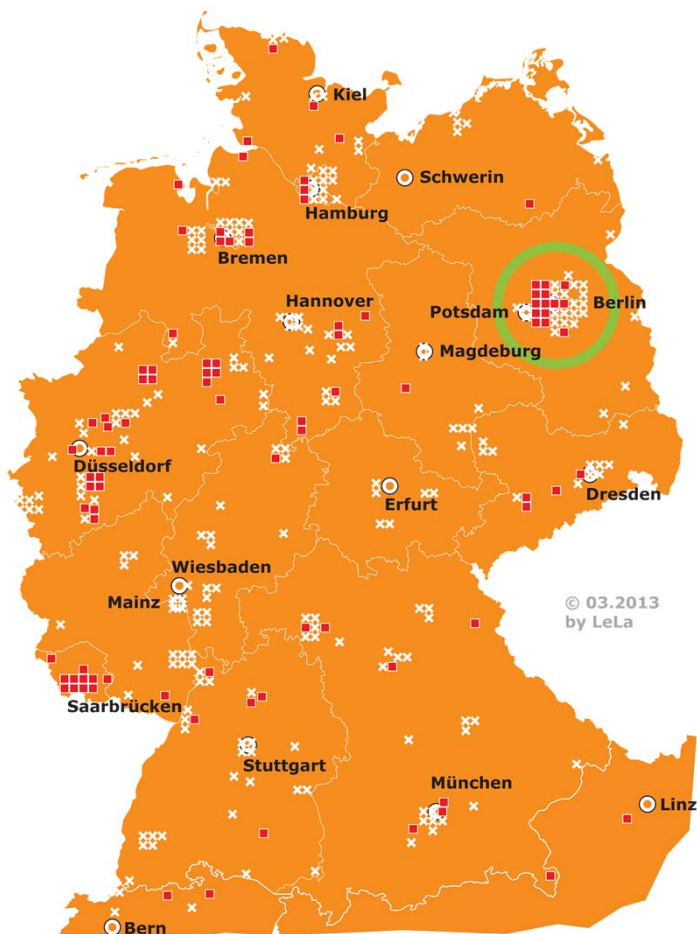 Kiel
Schwerin
Hamburg
Bremen
Hannover
Potsdam
Berlin
Magdeburg
Düsseldorf
Erfurt
Dresden
Wiesbaden
Mainz
© 03.2013
by LeLa
Saarbrücken
Stuttgart
München
Linz
Bern